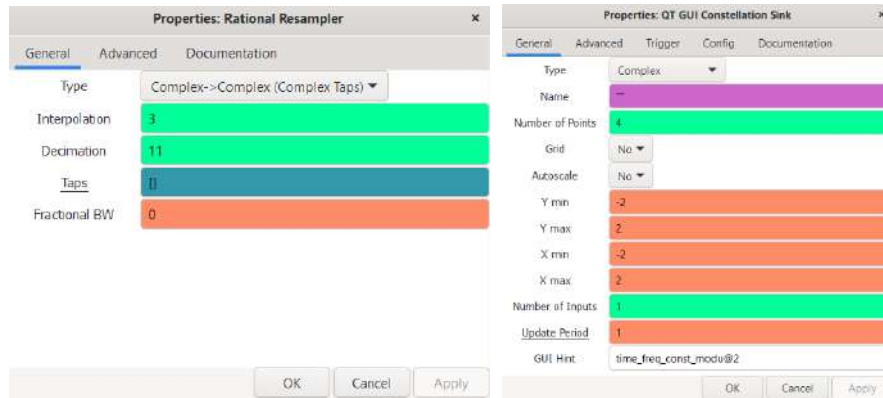 Properties: Rational Resampler ×
General Advanced Documentation
Type Complex->Complex (Complex Taps)
Interpolation 3
Decimation 11
Taps []
Fractional BW 0
OK Cancel Apply
Properties: QT GUI Constellation Sink ×
General Advanced Trigger Config Documentation
Type Complex
Name ""
Number of Points 4
Grid No
Autoscale No
Y min -2
Y max 2
X min -2
X max 2
Number of Inputs 1
Update Period 1
GUI Hint time_freq_const_modu@2
OK Cancel Apply